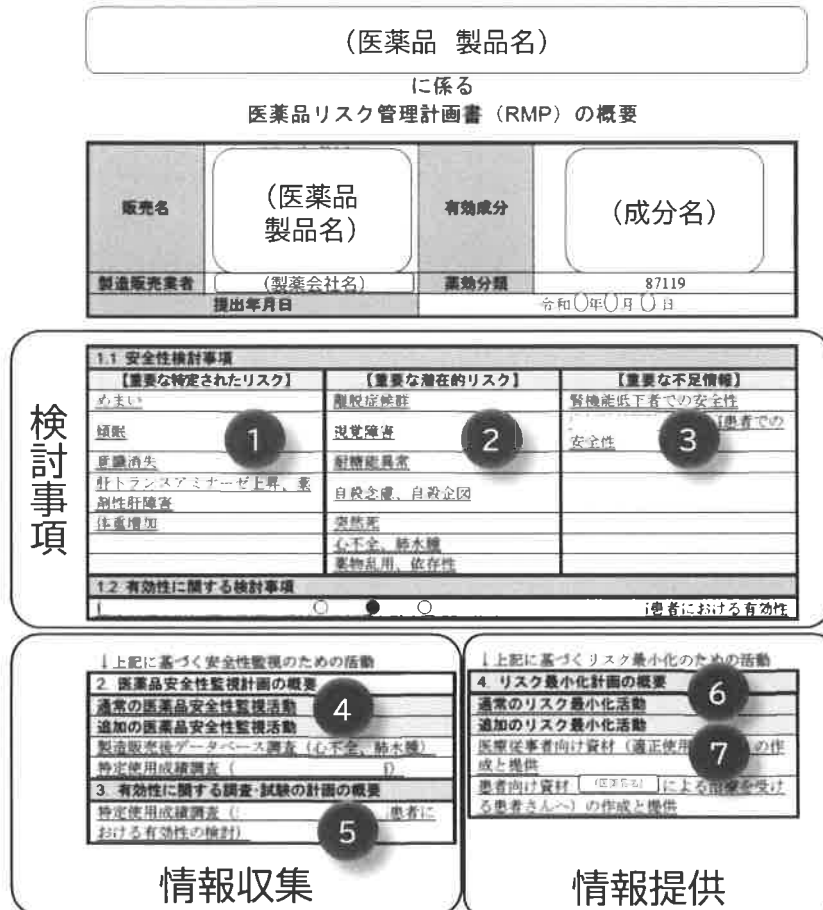 (医薬品 製品名)
に係る
医薬品リスク管理計画書（RMP）の概要
販売名
(医薬品
製品名)
有効成分
(成分名)
製造販売業者
(製薬会社名)
薬効分類
87119
提出年月日
令和○年○月○日
検討事項
1.1 安全性検討事項
【重要な特定されたリスク】
【重要な潜在的リスク】
【重要な不足情報】
めまい
離脱症候群
腎機能低下者での安全性
傾眠
1
視覚障害
2
患者での
安全性
3
意識消失
耐糖能異常
肝トランスアミナーゼ上昇、薬
剤性肝障害
自殺念慮、自殺企図
体重増加
突然死
心不全、肺水腫
薬物乱用、依存性
1.2 有効性に関する検討事項
○ ● ○
患者における有効性
↓上記に基づく安全性監視のための活動
2. 医薬品安全性監視計画の概要
通常の医薬品安全性監視活動
4
追加の医薬品安全性監視活動
製造販売後データベース調査（心不全、肺水腫）
特定使用成績調査（
3. 有効性に関する調査・試験の計画の概要
特定使用成績調査（
患者に
おける有効性の検討）
5
情報収集
↓上記に基づくリスク最小化のための活動
4. リスク最小化計画の概要
6
通常のリスク最小化活動
追加のリスク最小化活動
7
医療従事者向け資材（適正使用
の作
成と提供
患者向け資材
による治療を受け
る患者さんへ）の作成と提供
情報提供